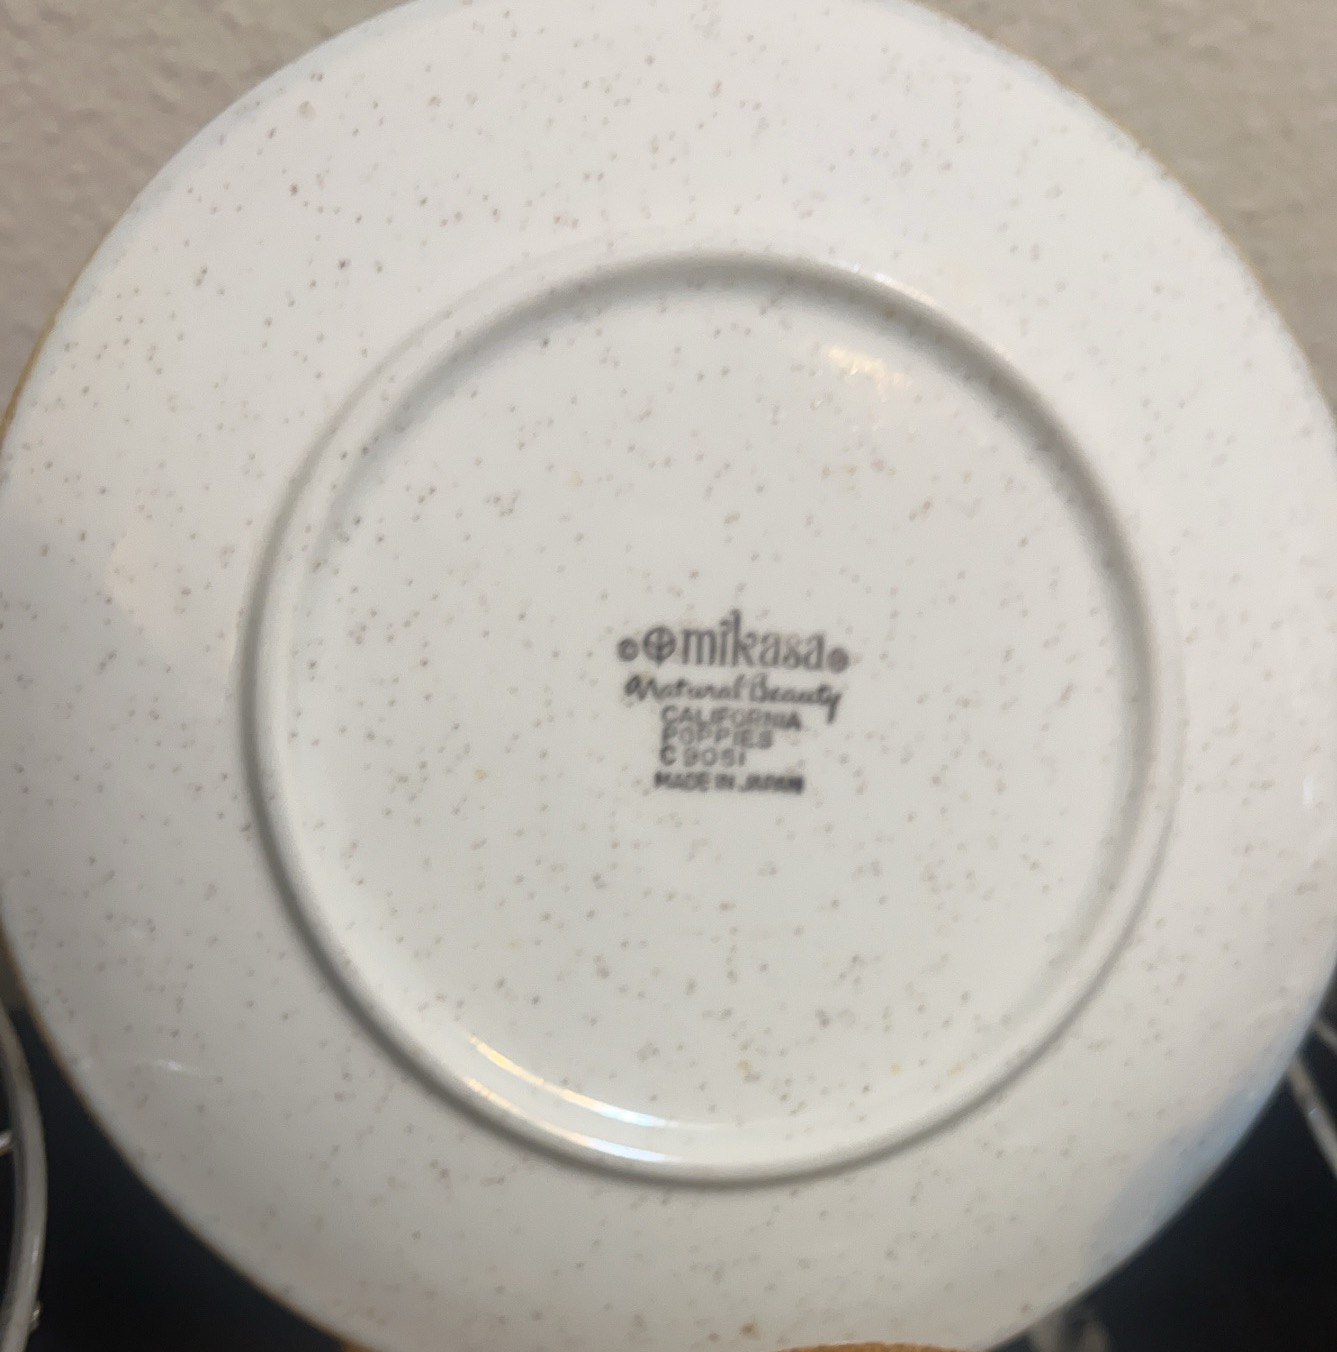 © mikasa ®
Natural Beauty
CALIFORNIA
POPPIES
C 9051
MADE IN JAPAN